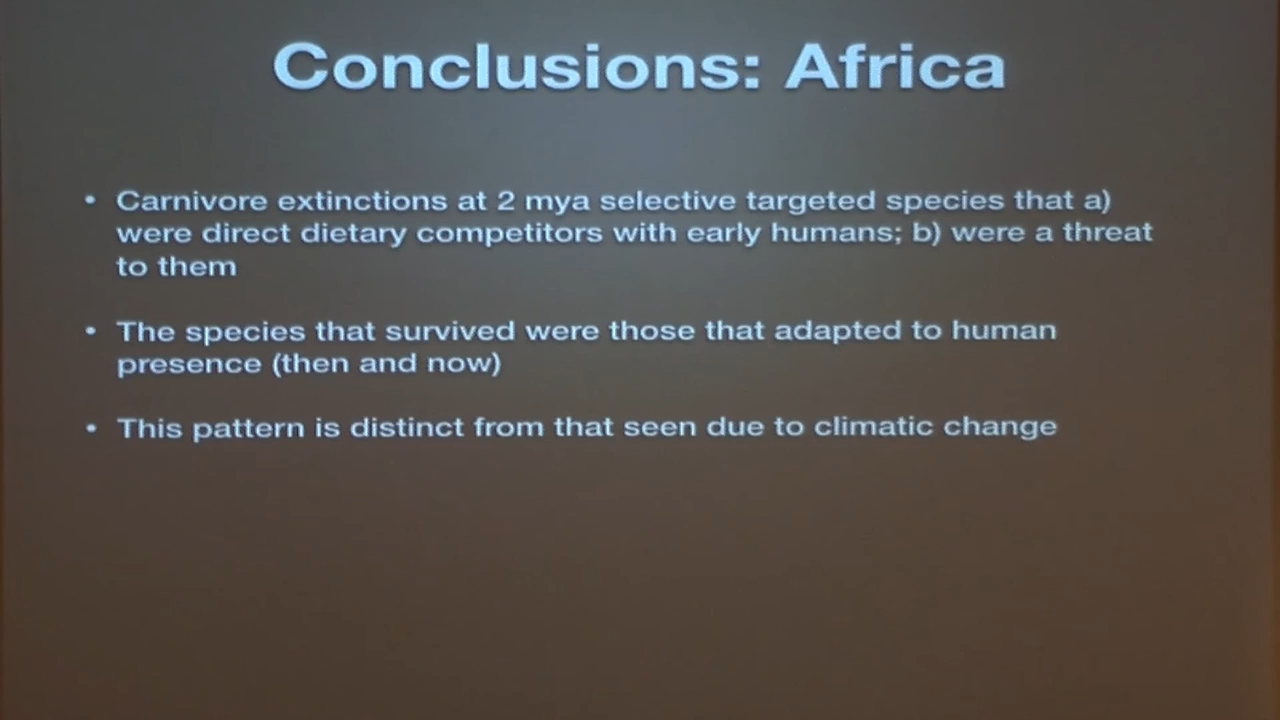 Conclusions: Africa
• Carnivore extinctions at 2 mya selective targeted species that a)
were direct dietary competitors with early humans; b) were a threat
to them
• The species that survived were those that adapted to human
presence (then and now)
• This pattern is distinct from that seen due to climatic change